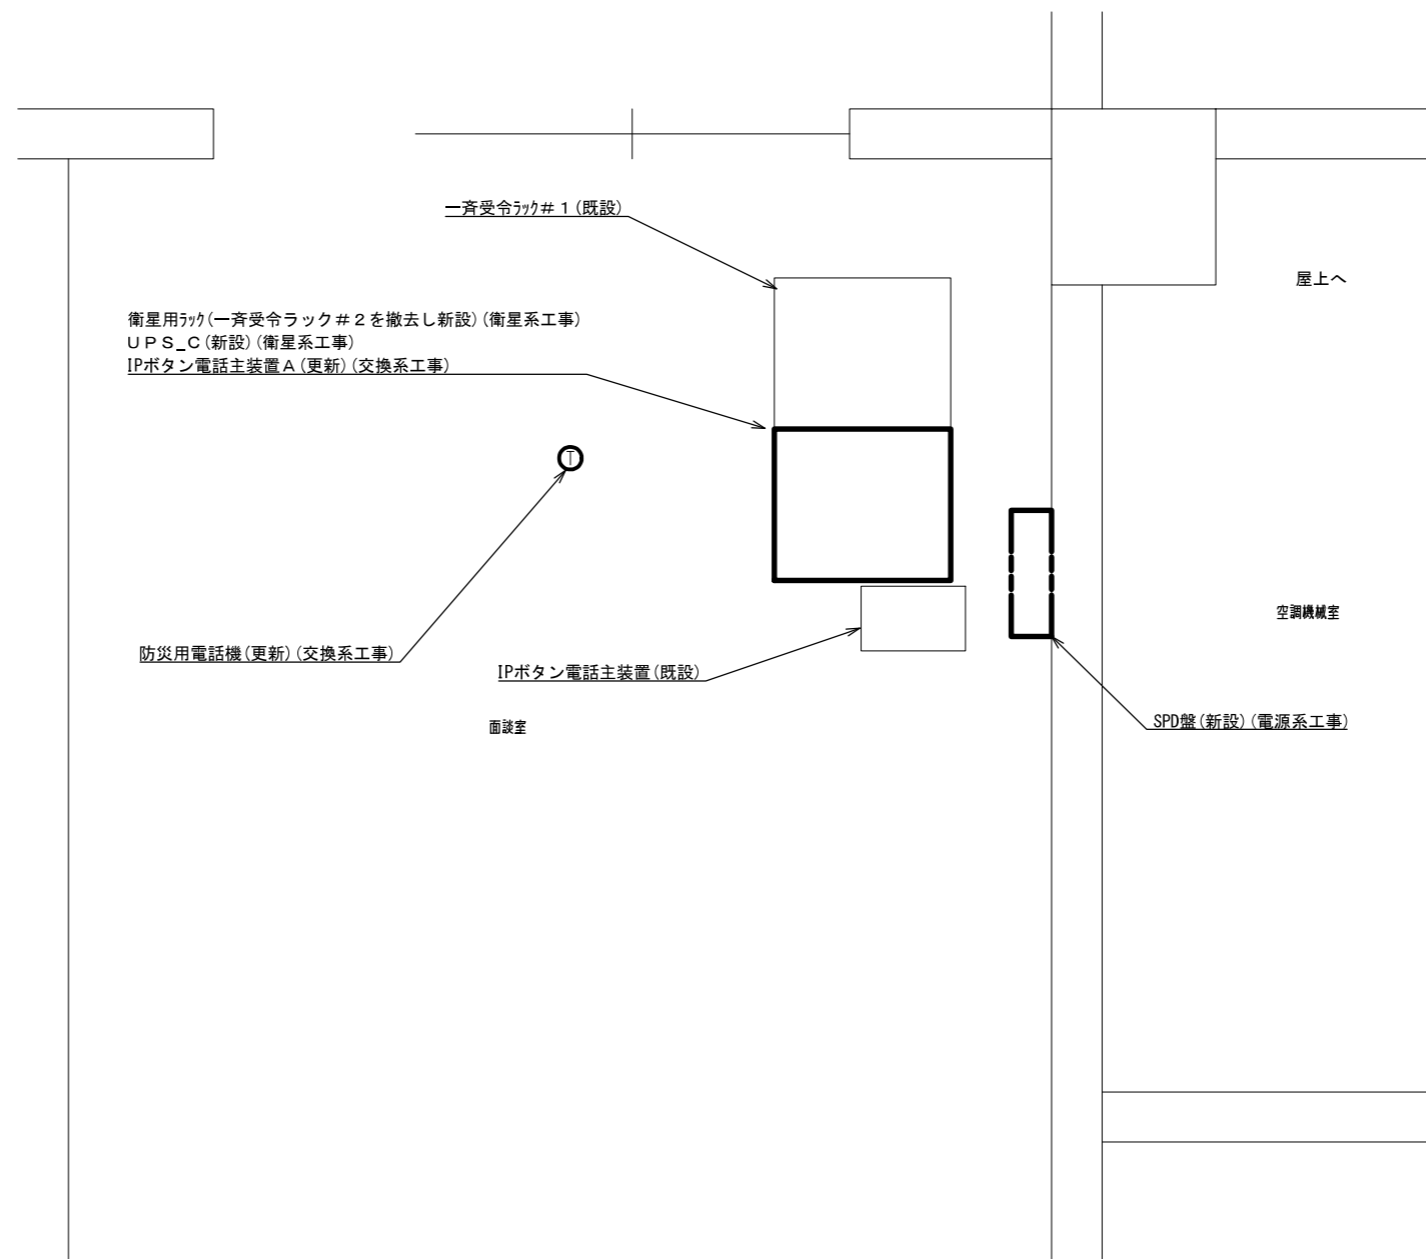 一斉受令ﾗｯｸ＃１(既設)
屋上へ
衛星用ﾗｯｸ(一斉受令ラック＃２を撤去し新設)(衛星系工事)
ＵＰＳ_Ｃ(新設)(衛星系工事)
IPボタン電話主装置Ａ(更新)(交換系工事)
T
空調機械室
防災用電話機(更新)(交換系工事)
IPボタン電話主装置(既設)
面談室
SPD盤(新設)(電源系工事)